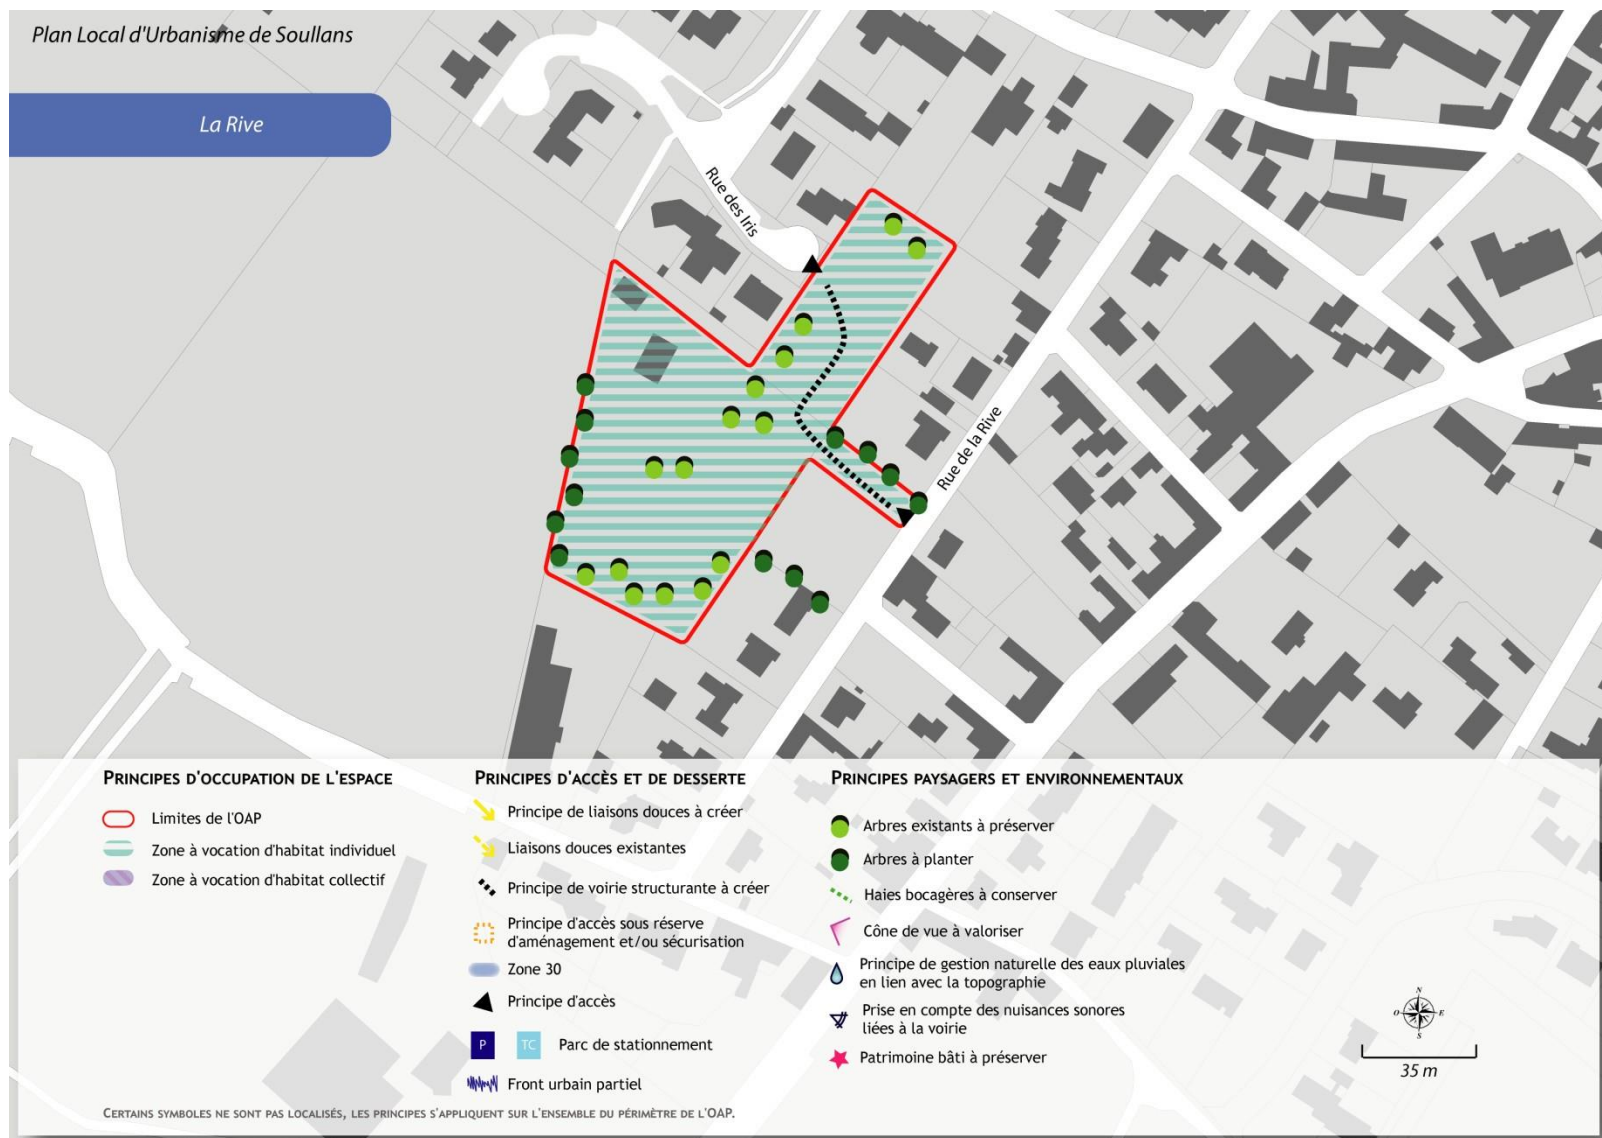 Plan Local d'Urbanisme de Soullans
La Rive
Rue des Iris
Rue de la Rive
PRINCIPES D'OCCUPATION DE L'ESPACE
Limites de l'OAP
Zone à vocation d'habitat individuel
Zone à vocation d'habitat collectif
PRINCIPES D'ACCÈS ET DE DESSERTE
Principe de liaisons douces à créer
Liaisons douces existantes
Principe de voirie structurante à créer
Principe d'accès sous réserve
d'aménagement et/ou sécurisation
Zone 30
Principe d'accès
P TC Parc de stationnement
Front urbain partiel
PRINCIPES PAYSAGERS ET ENVIRONNEMENTAUX
Arbres existants à préserver
Arbres à planter
Haies bocagères à conserver
Cône de vue à valoriser
Principe de gestion naturelle des eaux pluviales
en lien avec la topographie
Prise en compte des nuisances sonores
liées à la voirie
Patrimoine bâti à préserver
N
O E
S
35 m
CERTAINS SYMBOLES NE SONT PAS LOCALISÉS, LES PRINCIPES S'APPLIQUENT SUR L'ENSEMBLE DU PÉRIMÈTRE DE L'OAP.